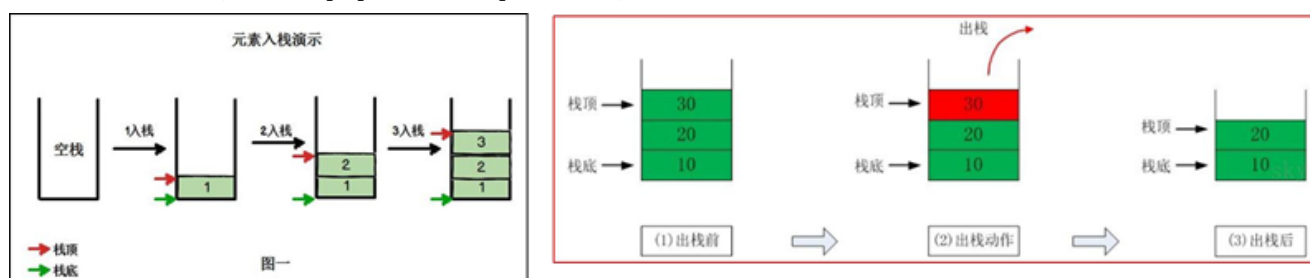 元素入栈演示
空栈
1入栈
2入栈
3入栈
1
2
1
3
2
1
栈顶
栈底
图一
出栈
栈顶
30
20
栈底
10
栈顶
30
20
栈底
10
栈顶
20
栈底
10
sky
(1)出栈前
(2)出栈动作
(3)出栈后